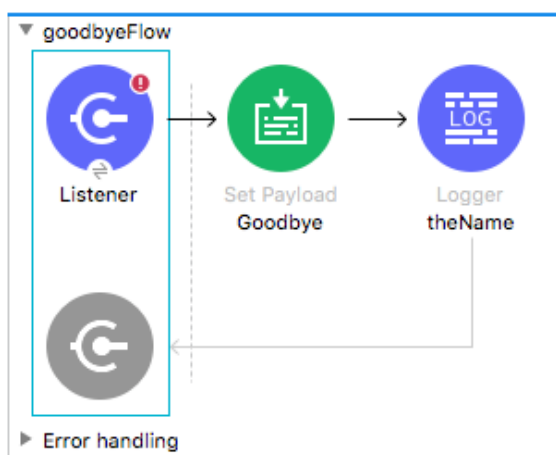 goodbyeFlow
LOG
Listener
Set Payload
Logger
Goodbye
theName
Error handling